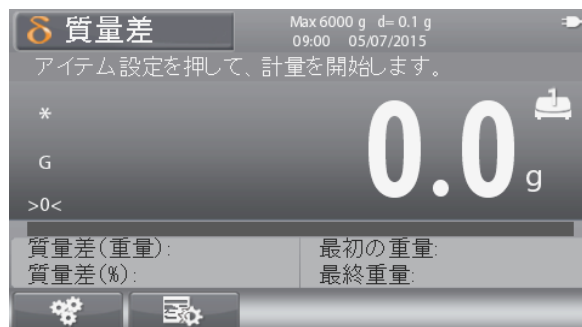 δ 質量差
Max 6000 g d= 0.1 g
09:00 05/07/2015
アイテム設定を押して、計量を開始します。
1
*
G
>0<
0.0 g
質量差(重量):
最初の重量:
質量差(%):
最終重量: